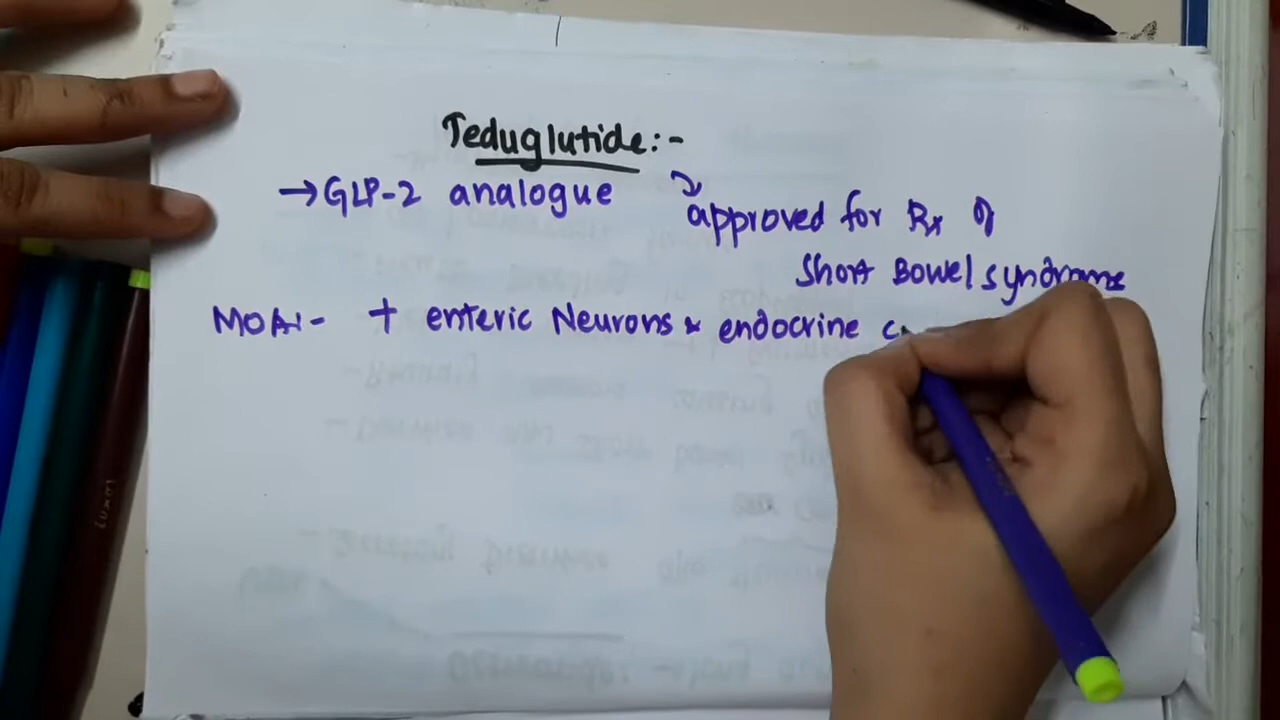 Teduglutide:-
→GLP-2 analogue
approved for Rx of
Short Bowel syndrome
MOA:- + enteric Neurons & endocrine